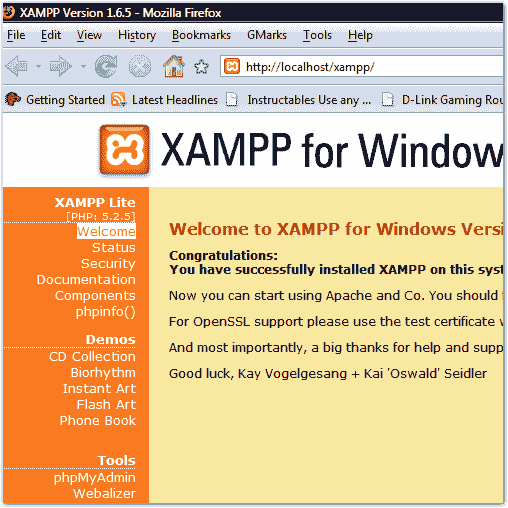 XAMPP Version 1.6.5 - Mozilla Firefox
File Edit View History Bookmarks GMarks Tools Help
http://localhost/xampp/
Getting Started Latest Headlines Instructables Use any ... D-Link Gaming Rou
XAMPP for Window
XAMPP Lite
[PHP: 5.2.5]
Welcome
Status
Security
Documentation
Components
phpinfo()
Demos
CD Collection
Biorhythm
Instant Art
Flash Art
Phone Book
Tools
phpMyAdmin
Webalizer
Welcome to XAMPP for Windows Versi
Congratulations:
You have successfully installed XAMPP on this syst
Now you can start using Apache and Co. You should
For OpenSSL support please use the test certificate
And most importantly, a big thanks for help and supp
Good luck, Kay Vogelgesang + Kai 'Oswald' Seidler